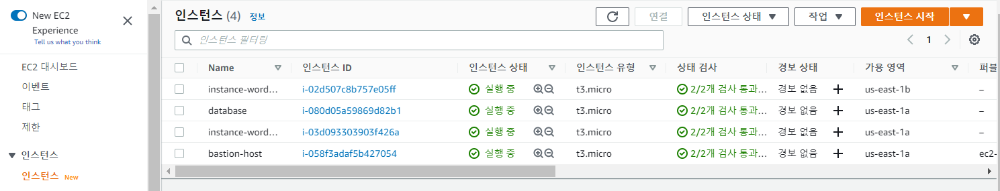 New EC2
Experience
Tell us what you think
EC2 대시보드
이벤트
태그
제한
인스턴스
인스턴스 New
인스턴스 (4) 정보
연결 인스턴스 상태 작업 인스턴스 시작
인스턴스 필터링
1
Name 인스턴스 ID 인스턴스 상태 인스턴스 유형 상태 검사 경보 상태 가용 영역 퍼블
instance-word... i-02d507c8b757e05ff 실행 중 t3.micro 2/2개 검사 통과... 경보 없음 us-east-1b –
database i-080d05a59869d82b1 실행 중 t3.micro 2/2개 검사 통과... 경보 없음 us-east-1a –
instance-word... i-03d093303903f426a 실행 중 t3.micro 2/2개 검사 통과... 경보 없음 us-east-1a –
bastion-host i-058f3adaf5b427054 실행 중 t3.micro 2/2개 검사 통과... 경보 없음 us-east-1a ec2-